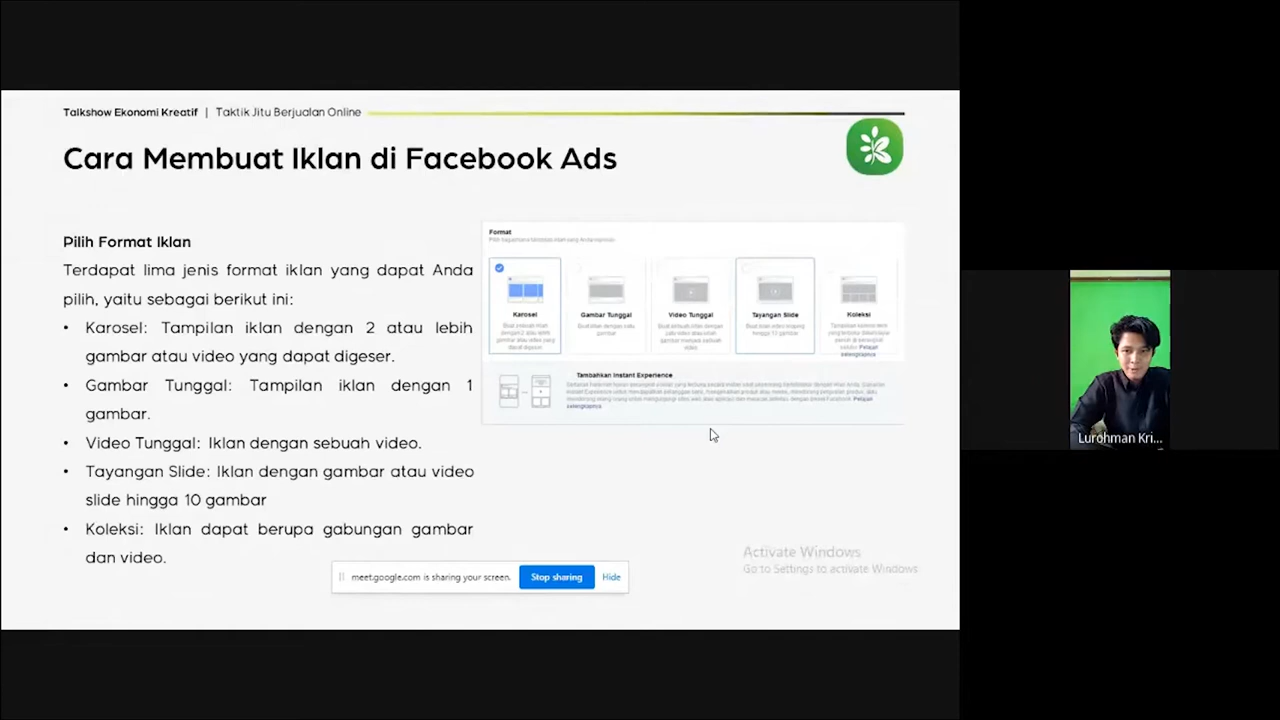 Talkshow Ekonomi Kreatif | Taktik Jitu Berjualan Online
Cara Membuat Iklan di Facebook Ads
Pilih Format Iklan
Terdapat lima jenis format iklan yang dapat Anda
pilih, yaitu sebagai berikut ini:
• Karosel: Tampilan iklan dengan 2 atau lebih
gambar atau video yang dapat digeser.
• Gambar Tunggal: Tampilan iklan dengan 1
gambar.
• Video Tunggal: Iklan dengan sebuah video.
• Tayangan Slide: Iklan dengan gambar atau video
slide hingga 10 gambar
• Koleksi: Iklan dapat berupa gabungan gambar
dan video.
Format
Karosel
Gambar Tunggal
Video Tunggal
Tayangan Slide
Koleksi
Tambahkan Instant Experience
meet.google.com is sharing your screen.
Stop sharing
Hide
Activate Windows
Go to Settings to activate Windows
Lurohman Kri...